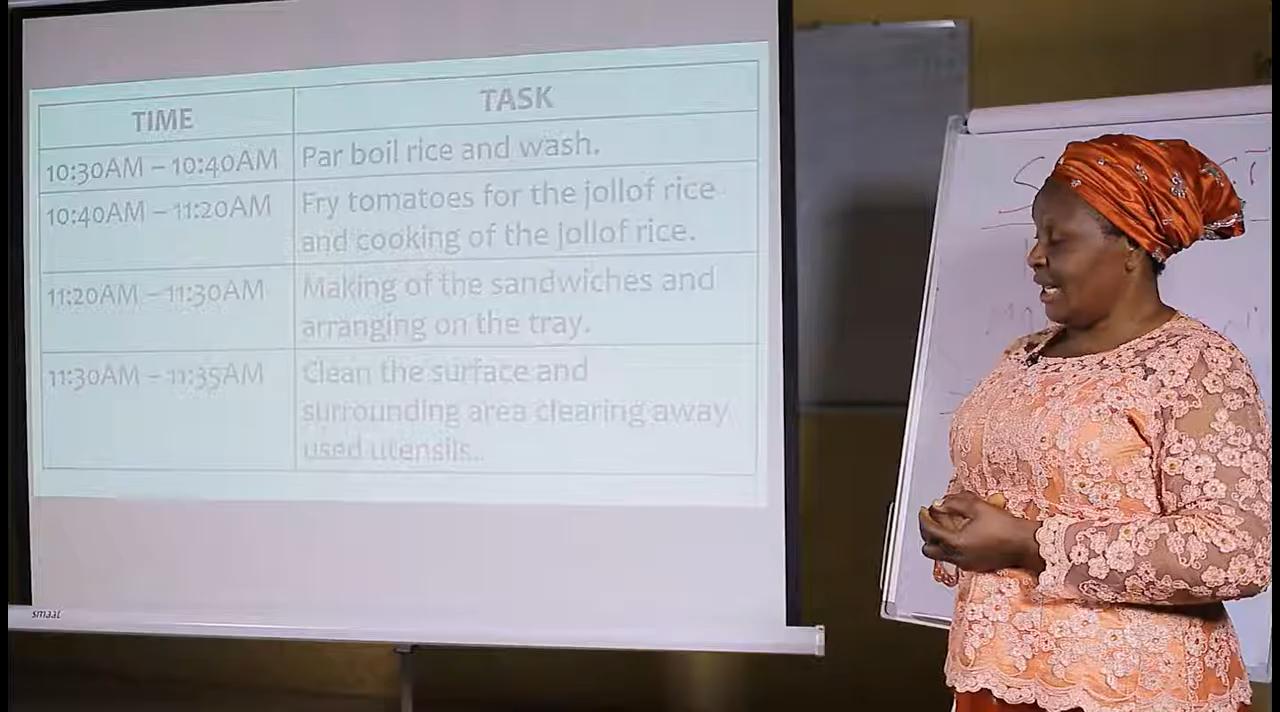 TIME TASK
10:30AM – 10:40AM Par boil rice and wash.
10:40AM – 11:20AM Fry tomatoes for the jollof rice
and cooking of the jollof rice.
11:20AM – 11:30AM Making of the sandwiches and
arranging on the tray.
11:30AM – 11:35AM Clean the surface and
surrounding area clearing away
used utensils..
smaat